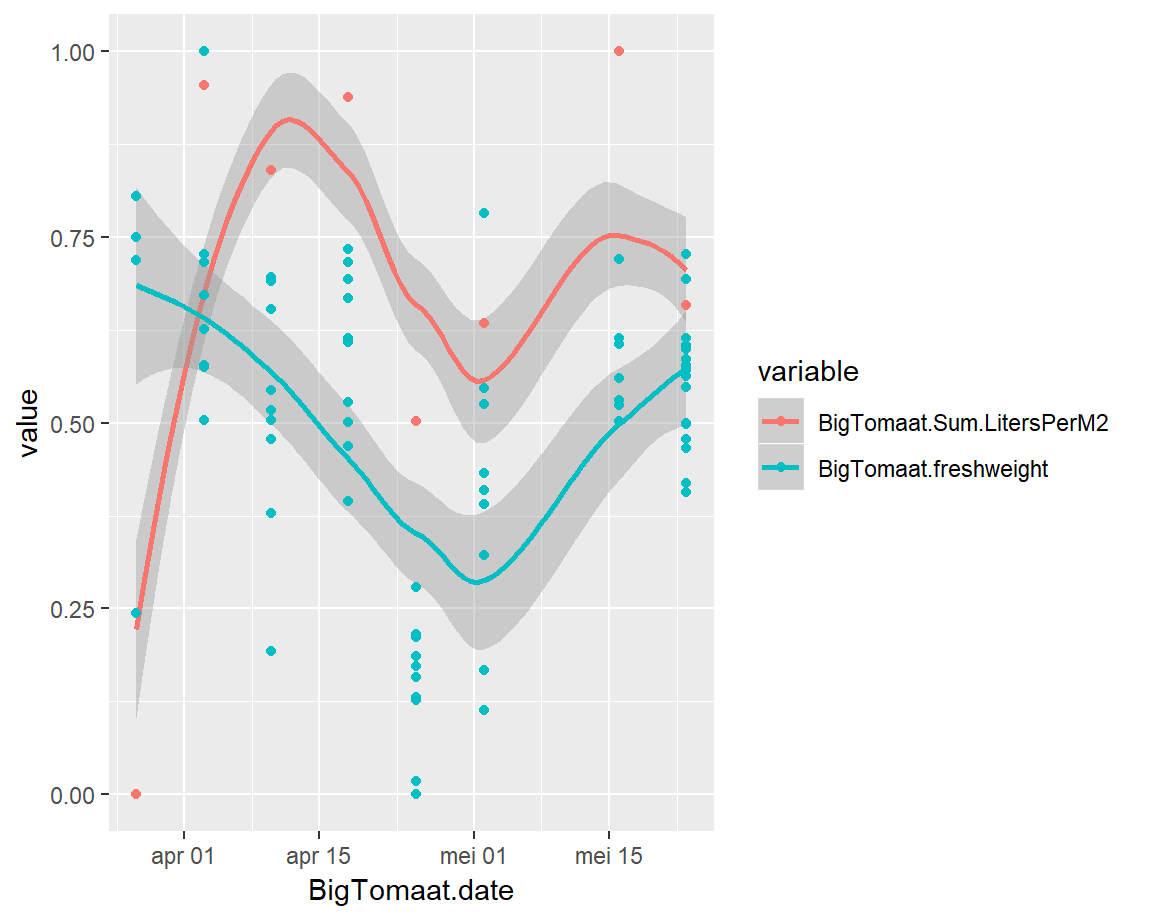 1.00
0.75
0.50
0.25
0.00
value
apr 01
apr 15
mei 01
mei 15
BigTomaat.date
variable
BigTomaat.Sum.LitersPerM2
BigTomaat.freshweight